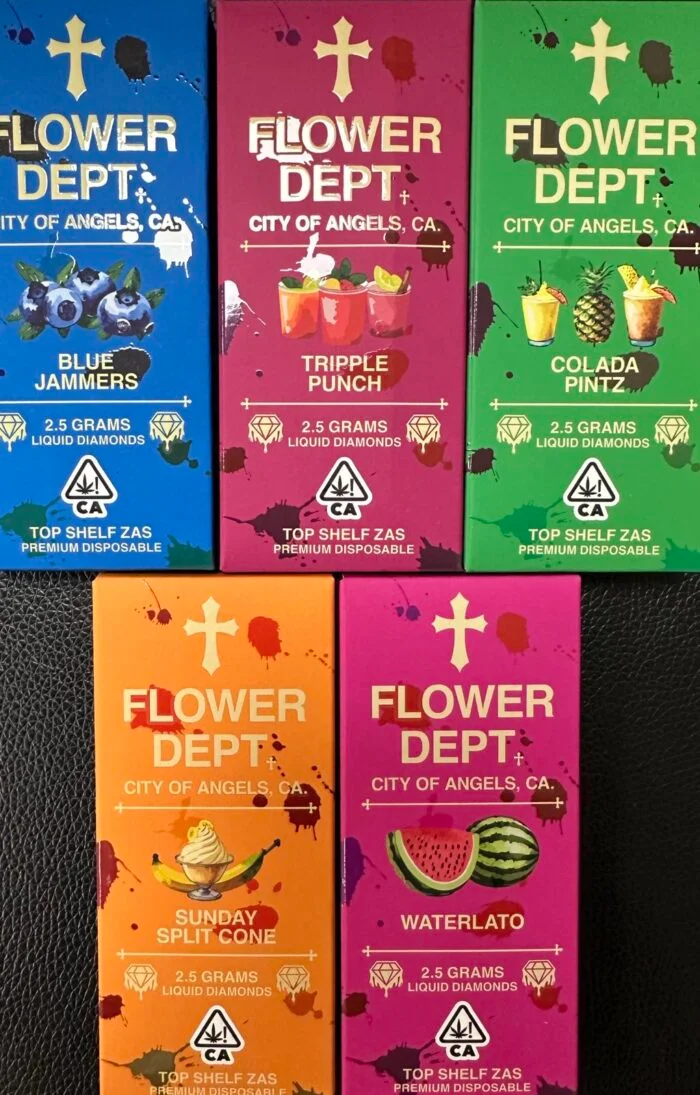 FLOWER
DEPT.
CITY OF ANGELS, CA.
BLUE
JAMMERS
2.5 GRAMS
LIQUID DIAMONDS
CA
TOP SHELF ZAS
PREMIUM DISPOSABLE
FLOWER
DEPT.
CITY OF ANGELS, CA.
TRIPPLE
PUNCH
2.5 GRAMS
LIQUID DIAMONDS
CA
TOP SHELF ZAS
PREMIUM DISPOSABLE
FLOWER
DEPT.
CITY OF ANGELS, CA.
COLADA
PINTZ
2.5 GRAMS
LIQUID DIAMONDS
CA
TOP SHELF ZAS
PREMIUM DISPOSABLE
FLOWER
DEPT.
CITY OF ANGELS, CA.
SUNDAY
SPLIT CONE
2.5 GRAMS
LIQUID DIAMONDS
CA
TOP SHELF ZAS
PREMIUM DISPOSABLE
FLOWER
DEPT.
CITY OF ANGELS, CA.
WATERLATO
2.5 GRAMS
LIQUID DIAMONDS
CA
TOP SHELF ZAS
PREMIUM DISPOSABLE